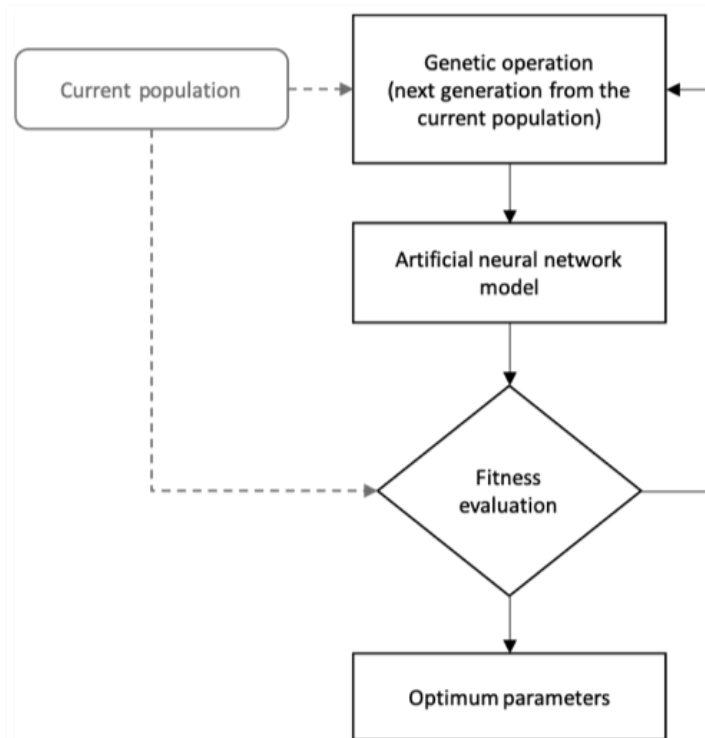 Genetic operation
(next generation from the
current population)
Current population
Artificial neural network
model
Fitness
evaluation
Optimum parameters